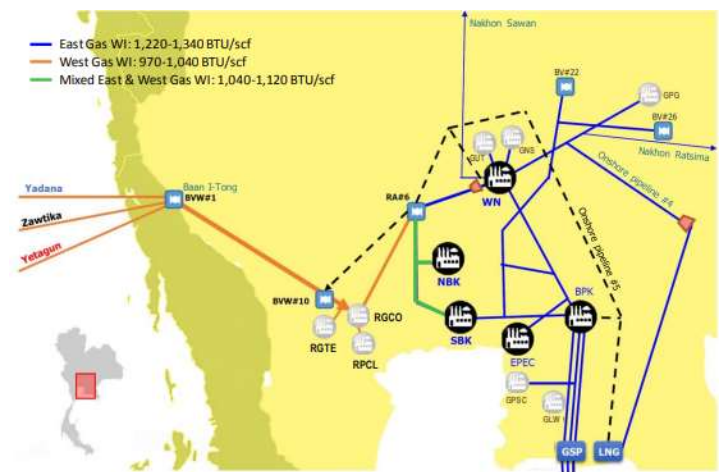 East Gas WI: 1,220-1,340 BTU/scf
West Gas WI: 970-1,040 BTU/scf
Mixed East & West Gas WI: 1,040-1,120 BTU/scf
Nakhon Sawan
BV#22
GPG
BV#26
Nakhon Ratsima
GUT
GNS
Onshore pipeline #4
Yadana
Baan I-Tong
BVW#1
RA#6
WN
Zawtika
Yetagun
Onshore pipeline #5
NBK
BVW#10
RGCO
BPK
RGTE
SBK
RPCL
EPEC
GPSC
GLW
GSP
LNG